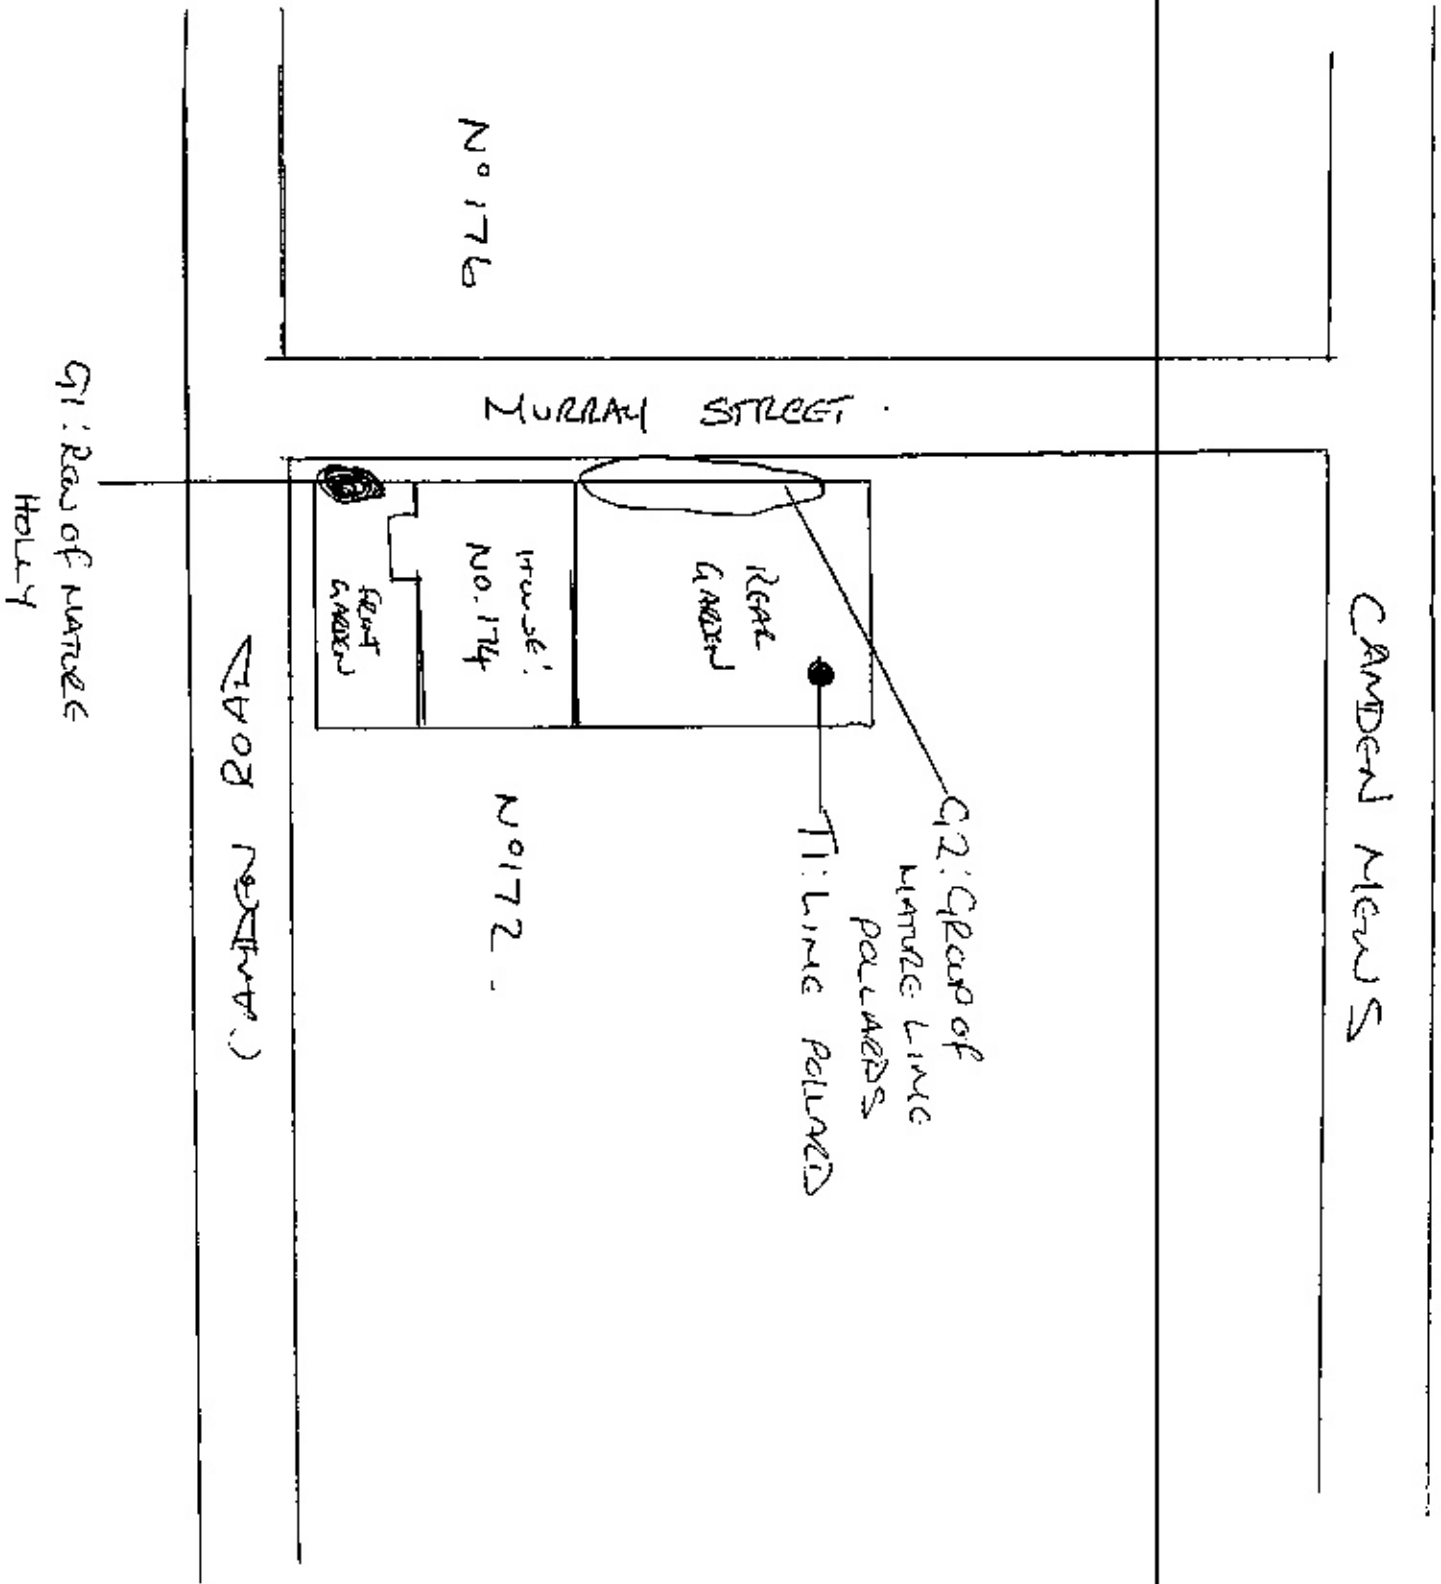 CAMDEN MEWS
G2: GROUP OF
MATURE LIME
POLLARDS
T1: LIME POLLARD
REAR
GARDEN
MURRAY STREET
HOUSE:
NO. 174
No 172
No 176
FRONT
GARDEN
CAMDEN ROAD
G1: ROW OF MATURE
HOLLY